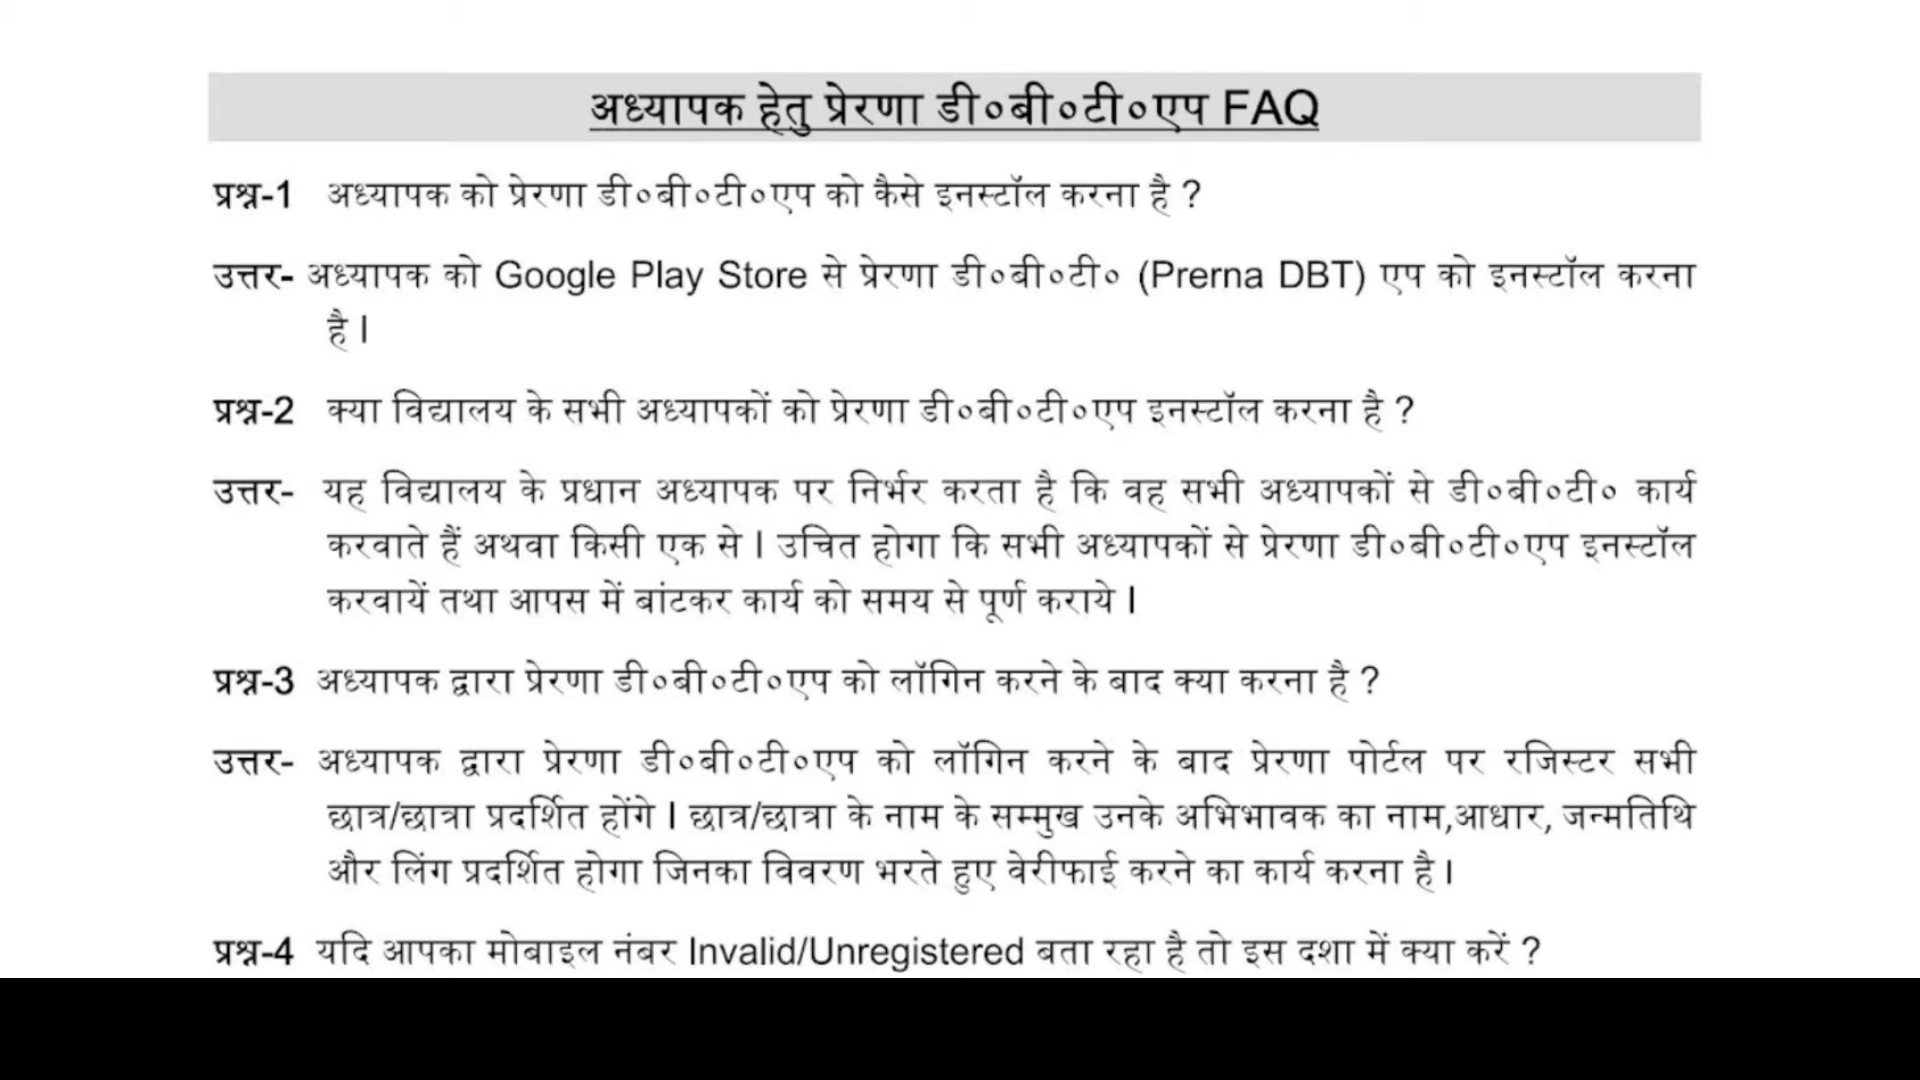 अध्यापक हेतु प्रेरणा डी०बी०टी०एप FAQ
प्रश्न-1 अध्यापक को प्रेरणा डी०बी०टी०एप को कैसे इनस्टॉल करना है ?
उत्तर- अध्यापक को Google Play Store से प्रेरणा डी०बी०टी० (Prerna DBT) एप को इनस्टॉल करना
है ।
प्रश्न-2 क्या विद्यालय के सभी अध्यापकों को प्रेरणा डी०बी०टी०एप इनस्टॉल करना है ?
उत्तर- यह विद्यालय के प्रधान अध्यापक पर निर्भर करता है कि वह सभी अध्यापकों से डी०बी०टी० कार्य
करवाते हैं अथवा किसी एक से । उचित होगा कि सभी अध्यापकों से प्रेरणा डी०बी०टी०एप इनस्टॉल
करवायें तथा आपस में बांटकर कार्य को समय से पूर्ण कराये ।
प्रश्न-3 अध्यापक द्वारा प्रेरणा डी०बी०टी०एप को लॉगिन करने के बाद क्या करना है ?
उत्तर- अध्यापक द्वारा प्रेरणा डी०बी०टी०एप को लॉगिन करने के बाद प्रेरणा पोर्टल पर रजिस्टर सभी
छात्र/छात्रा प्रदर्शित होंगे । छात्र/छात्रा के नाम के सम्मुख उनके अभिभावक का नाम,आधार, जन्मतिथि
और लिंग प्रदर्शित होगा जिनका विवरण भरते हुए वेरीफाई करने का कार्य करना है ।
प्रश्न-4 यदि आपका मोबाइल नंबर Invalid/Unregistered बता रहा है तो इस दशा में क्या करें ?